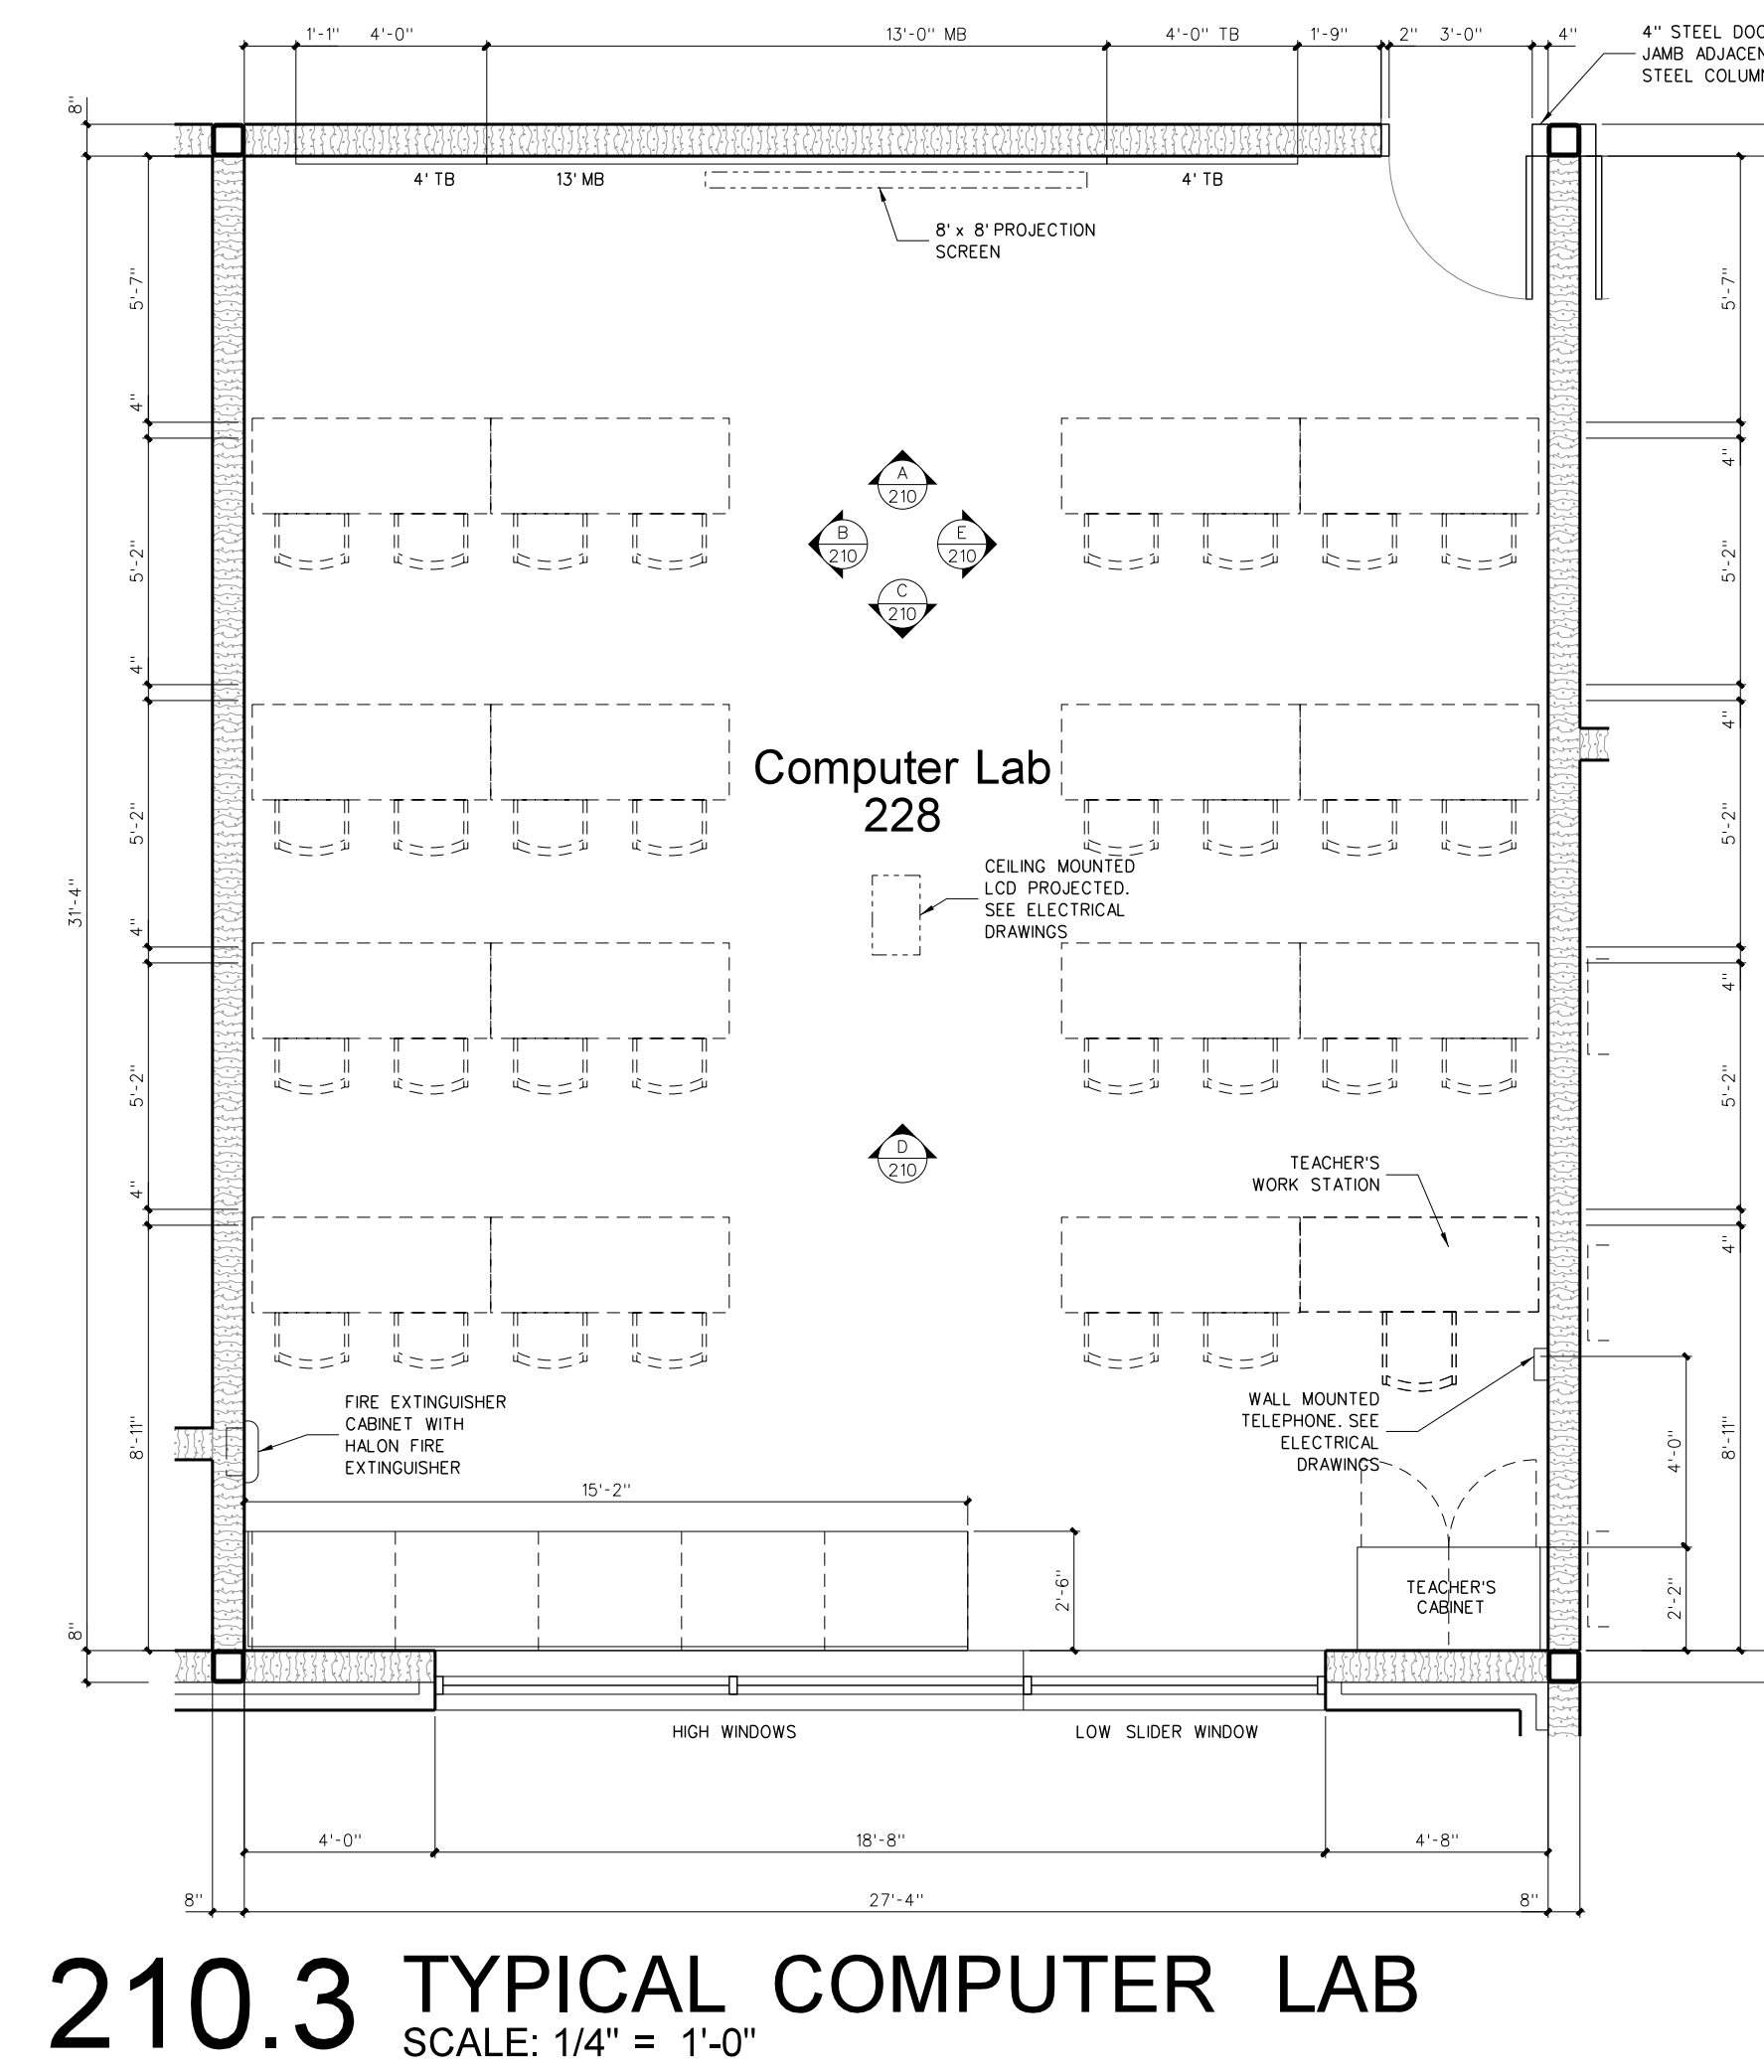 1'-1" 4'-0" 13'-0" MB 4'-0" TB 1'-9" 2" 3'-0" 4"
4" STEEL
JAMB
STEEL
8"
4' TB 13' MB 4' TB
8' x 8' PROJECTION
SCREEN
5'-7" 5'-7"
4" 4"
A
210
B
210
E
210
C
210
5'-2" 5'-2"
4" 4"
Computer Lab
228
5'-2" 5'-2"
CEILING MOUNTED
LCD PROJECTED.
SEE ELECTRICAL
DRAWINGS
31'-4"
4" 4"
5'-2" 5'-2"
D
210
TEACHER'S
WORK STATION
4" 4"
FIRE EXTINGUISHER
CABINET WITH
HALON FIRE
EXTINGUISHER
WALL MOUNTED
TELEPHONE. SEE
ELECTRICAL
DRAWINGS
8'-11" 4'-0" 8'-11"
15'-2"
2'-6"
TEACHER'S
CABINET
2'-2"
8"
HIGH WINDOWS LOW SLIDER WINDOW
4'-0" 18'-8" 4'-8"
8" 27'-4" 8"
210.3 TYPICAL COMPUTER LAB
SCALE: 1/4" = 1'-0"